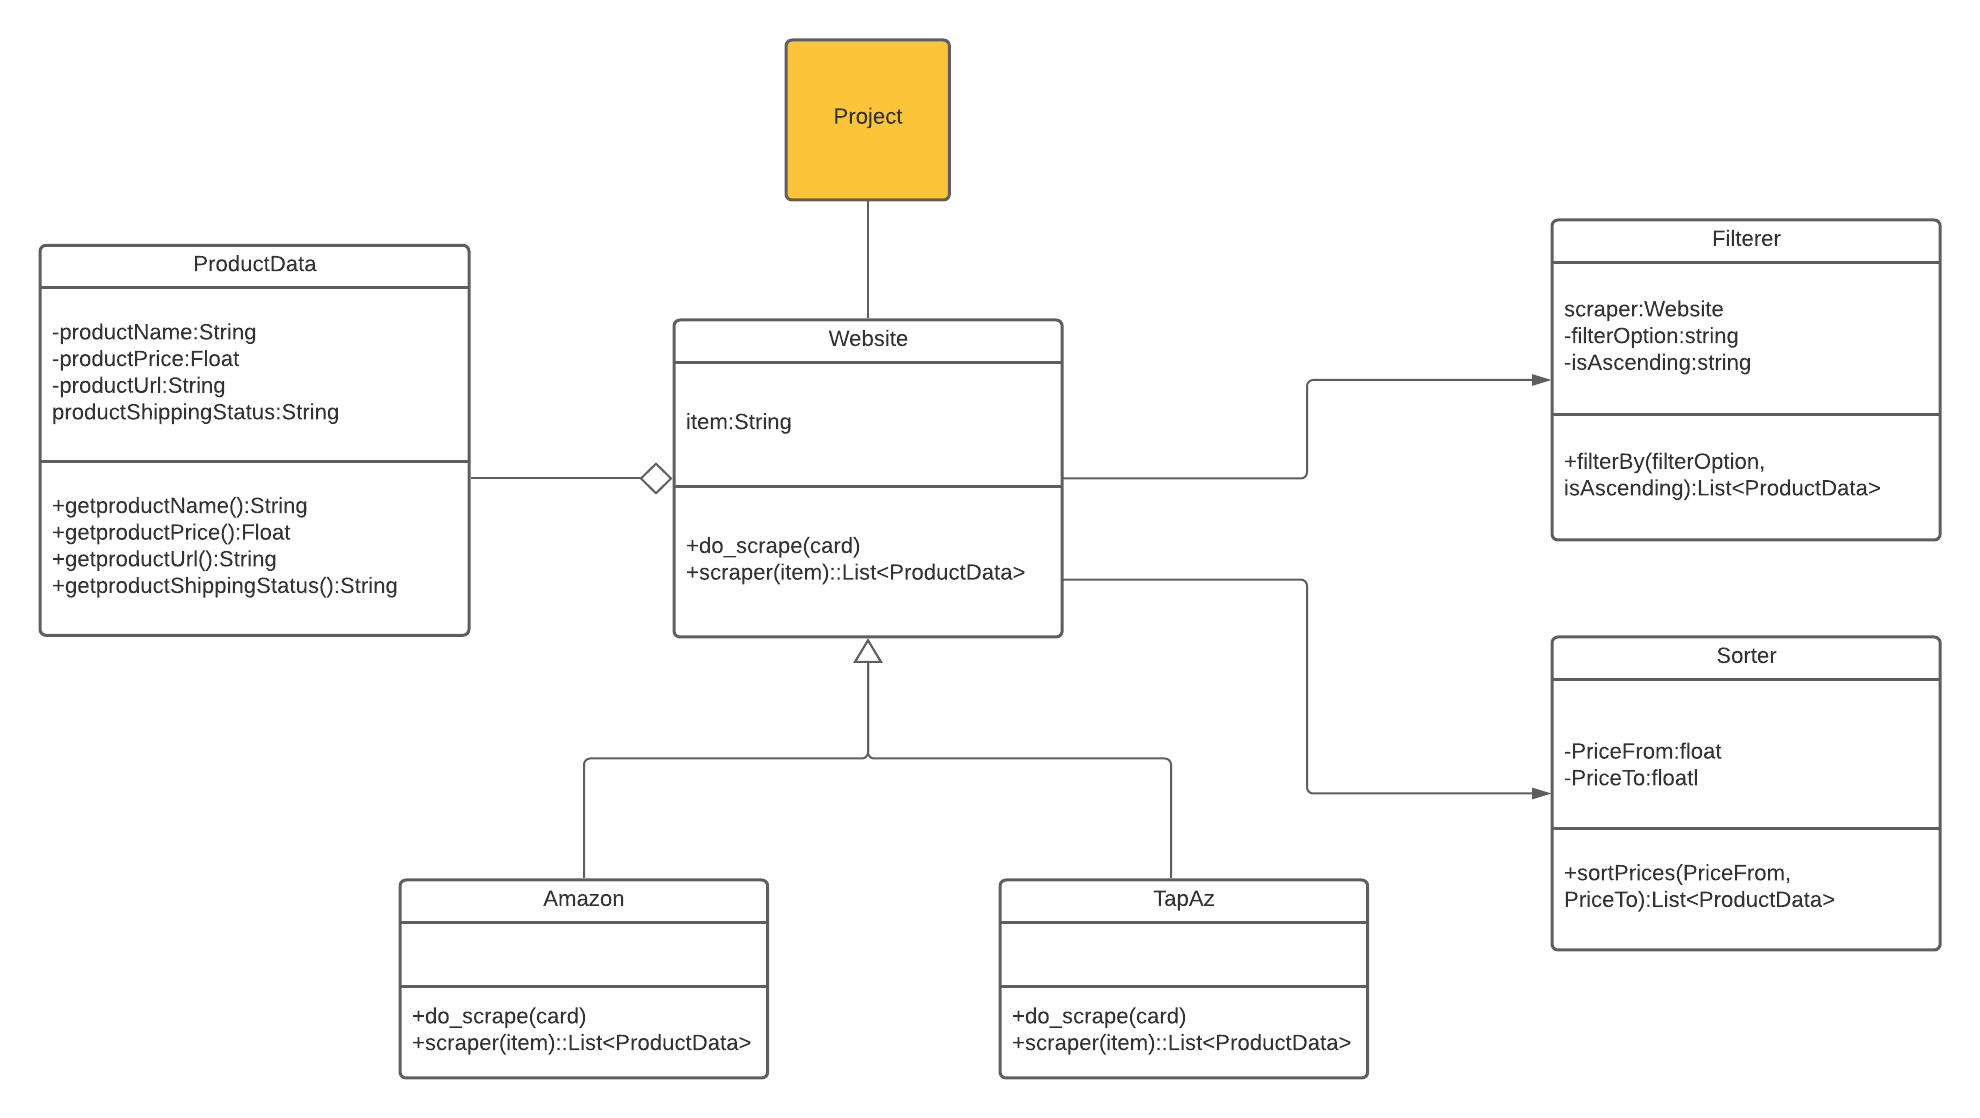 Project
ProductData
-productName:String
-productPrice:Float
-productUrl:String
productShippingStatus:String
+getproductName():String
+getproductPrice():Float
+getproductUrl():String
+getproductShippingStatus():String
Website
item:String
+do_scrape(card)
+scraper(item)::List<ProductData>
Filterer
scraper:Website
-filterOption:string
-isAscending:string
+filterBy(filterOption,
isAscending):List<ProductData>
Sorter
-PriceFrom:float
-PriceTo:floatl
+sortPrices(PriceFrom,
PriceTo):List<ProductData>
Amazon
+do_scrape(card)
+scraper(item)::List<ProductData>
TapAz
+do_scrape(card)
+scraper(item)::List<ProductData>